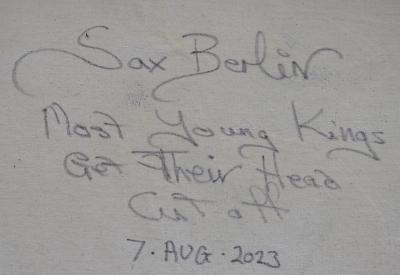 Sax Berlin
Most Young Kings
Get Their Head
Cut off
7. AUG. 2023